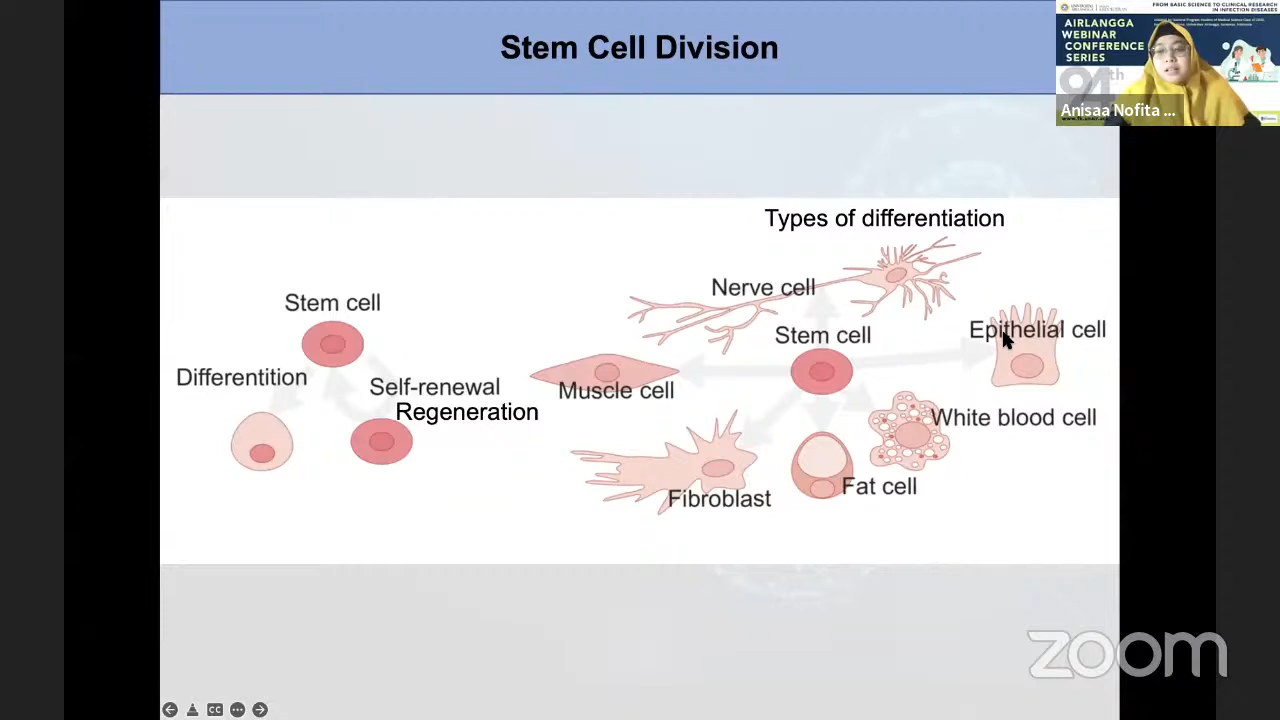 Stem Cell Division
FROM BASIC SCIENCE TO CLINICAL RESEARCH
IN INFECTION DISEASES
AIRLANGGA
WEBINAR
CONFERENCE
SERIES
94th
Anisaa Nofita ...
Types of differentiation
Nerve cell
Stem cell
Stem cell
Epithelial cell
Differentition
Self-renewal
Regeneration
Muscle cell
White blood cell
Fat cell
Fibroblast
zoom
CC